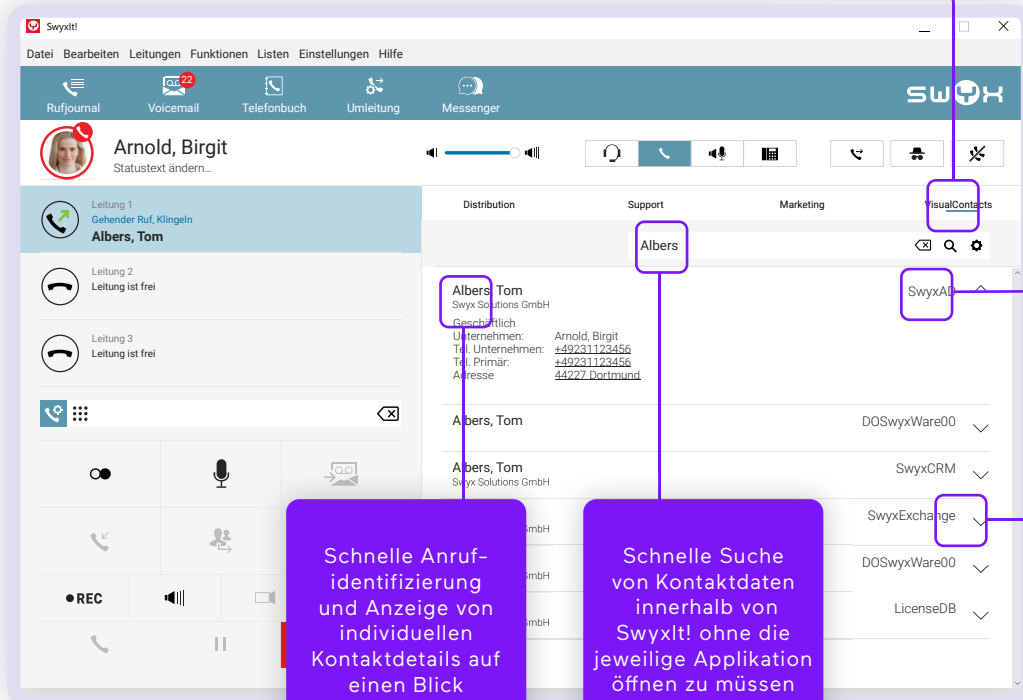 SwyxIt!
Datei Bearbeiten Leitungen Funktionen Listen Einstellungen Hilfe
22
Rufjournal Voicemail Telefonbuch Umleitung Messenger
swyx
Arnold, Birgit
Statustext ändern...
Leitung 1
Gehender Ruf, Klingeln
Albers, Tom
Leitung 2
Leitung ist frei
Leitung 3
Leitung ist frei
REC
Distribution Support Marketing VisualContacts
Albers
Albers, Tom SwyxAD
Swyx Solutions GmbH
Geschäftlich
Unternehmen: Arnold, Birgit
Tel. Unternehmen: +49231123456
Tel. Primär: +49231123456
Adresse 44227 Dortmund
Albers, Tom DOSwyxWare00
Albers, Tom SwyxCRM
Swyx Solutions GmbH
SwyxExchange
GmbH
DOSwyxWare00
GmbH
LicenseDB
GmbH
Schnelle Anruf-
identifizierung
und Anzeige von
individuellen
Kontaktdetails auf
einen Blick
Schnelle Suche
von Kontaktdaten
innerhalb von
SwyxIt! ohne die
jeweilige Applikation
öffnen zu müssen